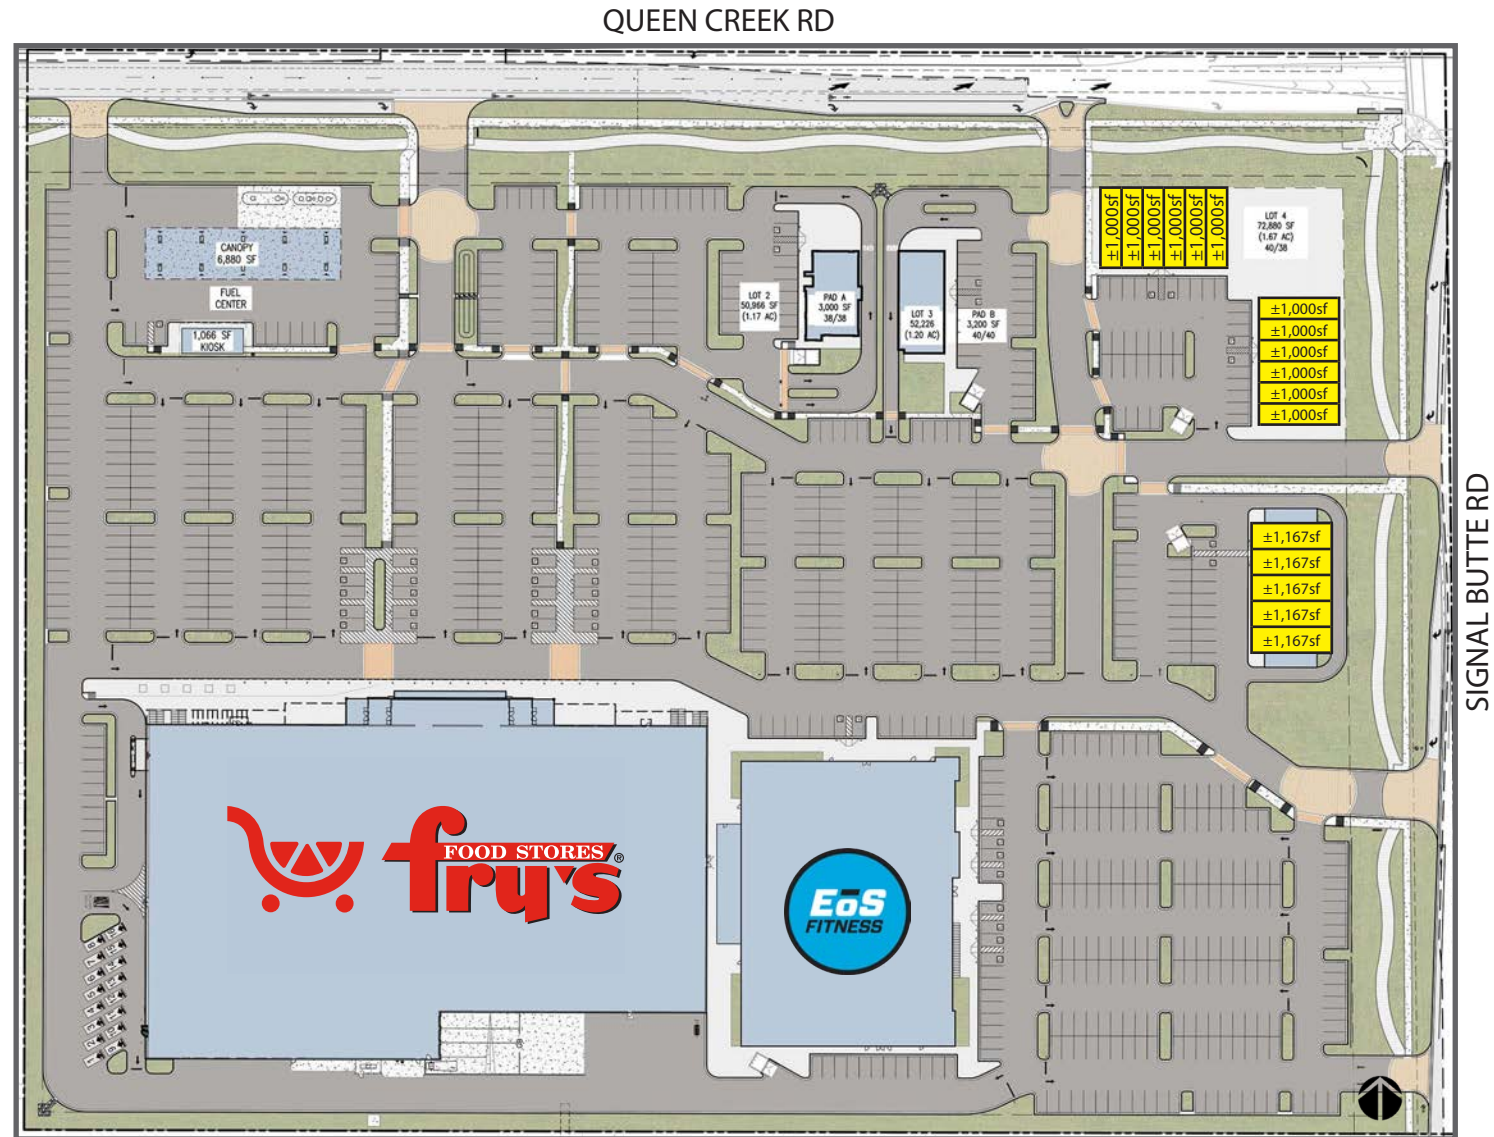 QUEEN CREEK RD
±1,000sf
±1,000sf
±1,000sf
±1,000sf
±1,000sf
±1,000sf
LOT 4
72,880 SF
(1.67 AC)
40/38
CANOPY
6,880 SF
FUEL
CENTER
1,066 SF
KIOSK
LOT 2
50,966 SF
(1.17 AC)
PAD A
3,000 SF
38/38
LOT 3
52,226
(1.20 AC)
PAD B
3,200 SF
40/40
±1,000sf
±1,000sf
±1,000sf
±1,000sf
±1,000sf
±1,000sf
SIGNAL BUTTE RD
±1,167sf
±1,167sf
±1,167sf
±1,167sf
±1,167sf
fry's
FOOD STORES®
EōS
FITNESS